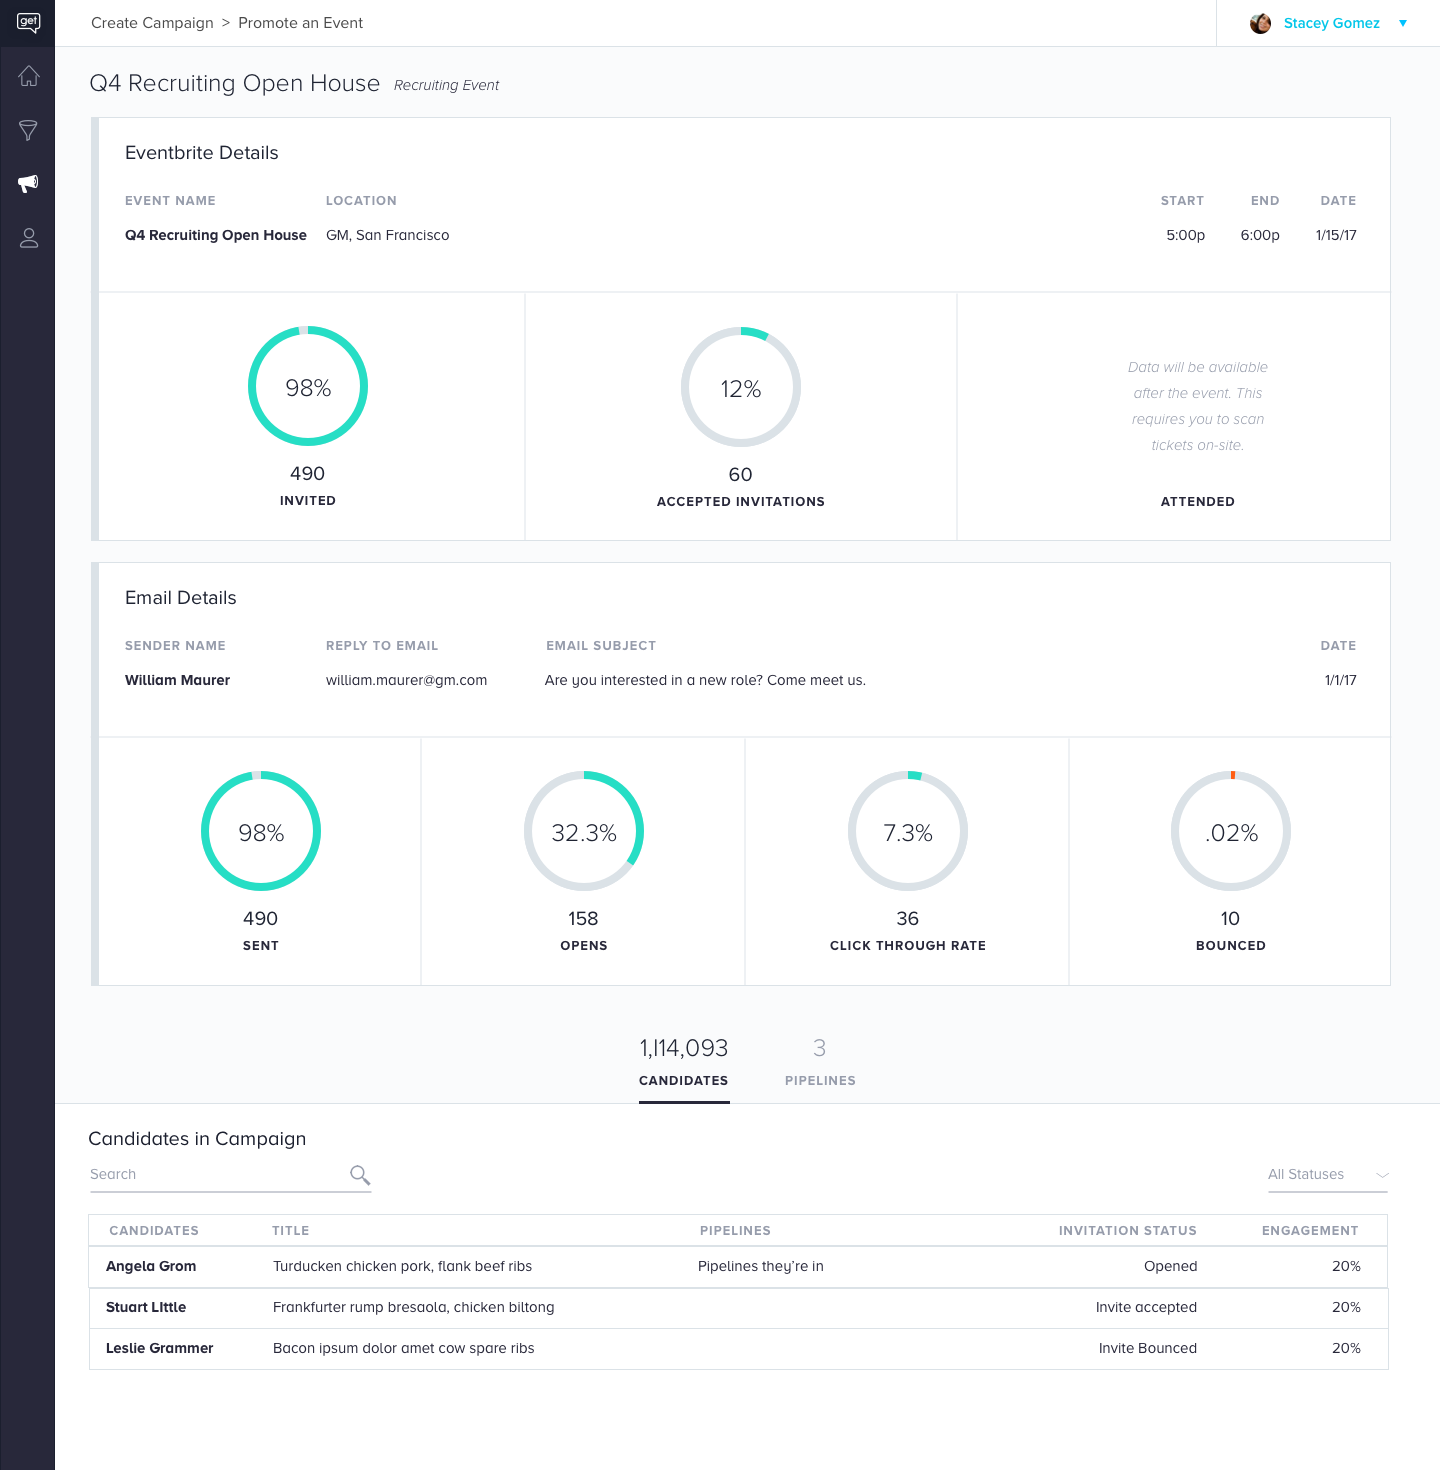 get
Create Campaign > Promote an Event
Stacey Gomez
Q4 Recruiting Open House Recruiting Event
Eventbrite Details
EVENT NAME LOCATION START END DATE
Q4 Recruiting Open House GM, San Francisco 5:00p 6:00p 1/15/17
98%
490
INVITED
12%
60
ACCEPTED INVITATIONS
Data will be available
after the event. This
requires you to scan
tickets on-site.
ATTENDED
Email Details
SENDER NAME REPLY TO EMAIL EMAIL SUBJECT DATE
William Maurer william.maurer@gm.com Are you interested in a new role? Come meet us. 1/1/17
98%
490
SENT
32.3%
158
OPENS
7.3%
36
CLICK THROUGH RATE
.02%
10
BOUNCED
1,114,093
CANDIDATES
3
PIPELINES
Candidates in Campaign
Search
All Statuses
CANDIDATES TITLE PIPELINES INVITATION STATUS ENGAGEMENT
Angela Grom Turducken chicken pork, flank beef ribs Pipelines they're in Opened 20%
Stuart LIttle Frankfurter rump bresaola, chicken biltong Invite accepted 20%
Leslie Grammer Bacon ipsum dolor amet cow spare ribs Invite Bounced 20%